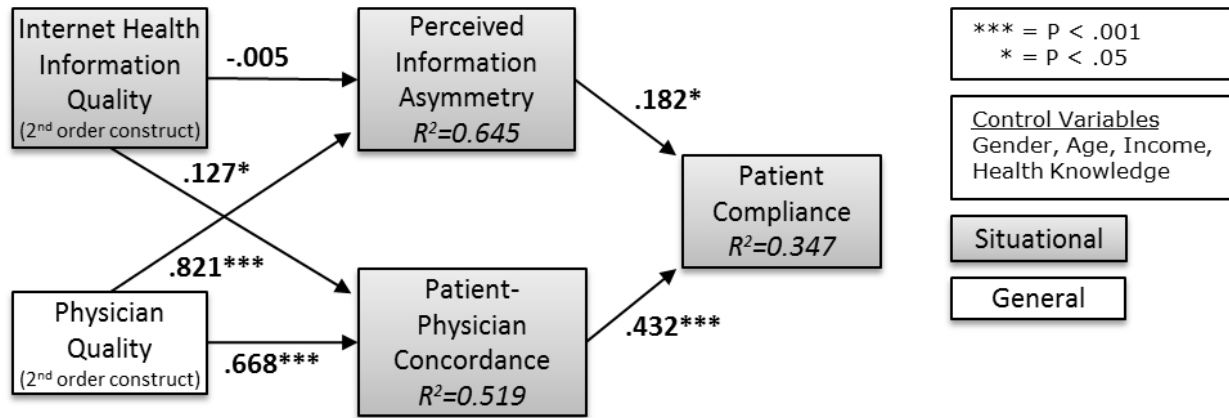 Internet Health
Information
Quality
(2nd order construct)
-.005
Perceived
Information
Asymmetry
R²=0.645
.182*
.127*
.821***
Physician
Quality
(2nd order construct)
.668***
Patient-
Physician
Concordance
R²=0.519
.432***
Patient
Compliance
R²=0.347
*** = P < .001
* = P < .05
Control Variables
Gender, Age, Income,
Health Knowledge
Situational
General